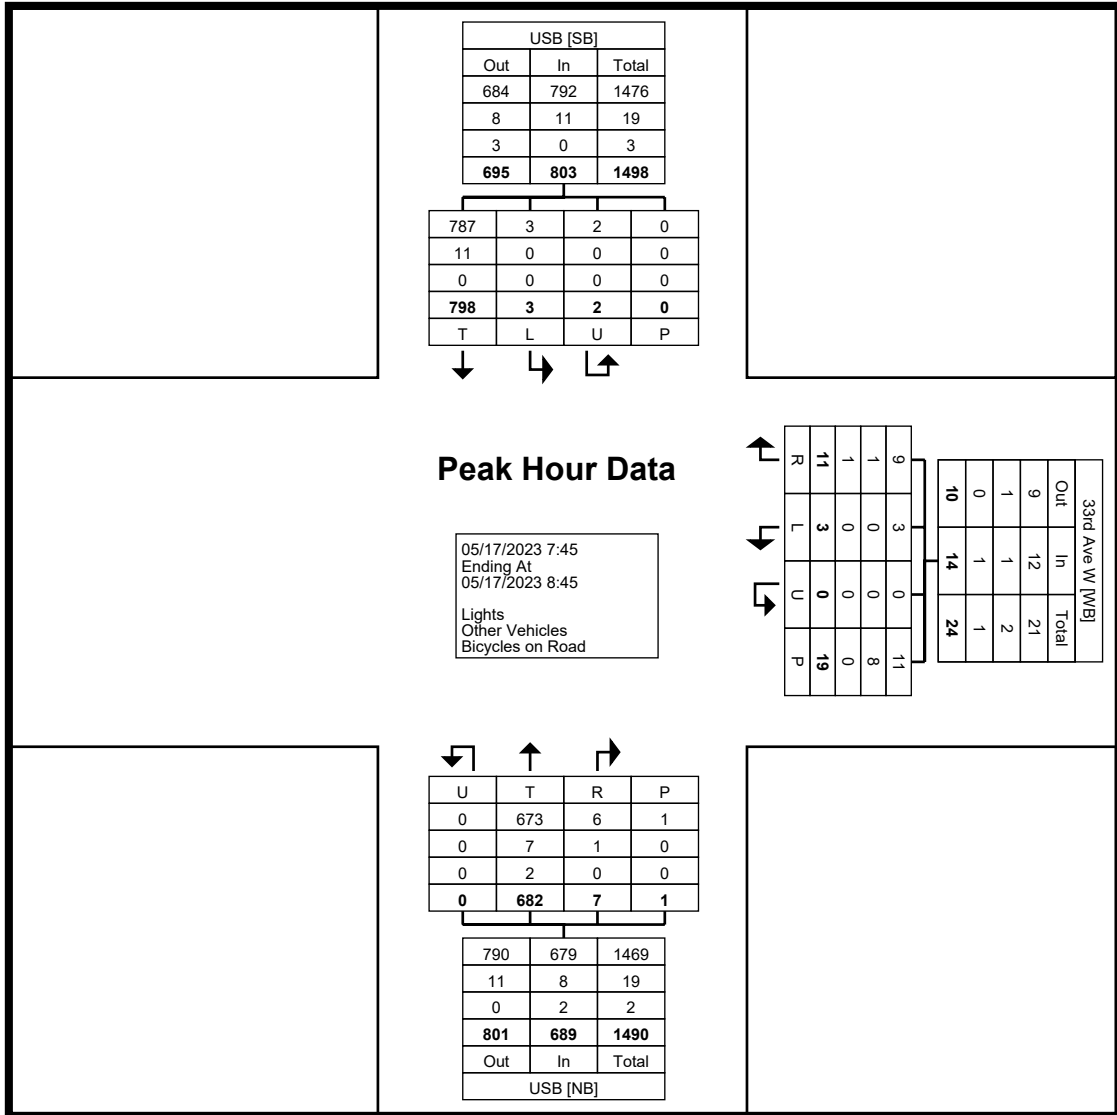 USB [SB]
Out In Total
684 792 1476
8 11 19
3 0 3
695 803 1498
787 3 2 0
11 0 0 0
0 0 0 0
798 3 2 0
T L U P
Peak Hour Data
05/17/2023 7:45
Ending At
05/17/2023 8:45
Lights
Other Vehicles
Bicycles on Road
33rd Ave W [WB]
Out In Total
9 12 21
1 1 2
0 1 1
10 14 24
9 3 0 11
1 0 0 8
1 0 0 0
11 3 0 19
R L U P
U T R P
0 673 6 1
0 7 1 0
0 2 0 0
0 682 7 1
790 679 1469
11 8 19
0 2 2
801 689 1490
Out In Total
USB [NB]